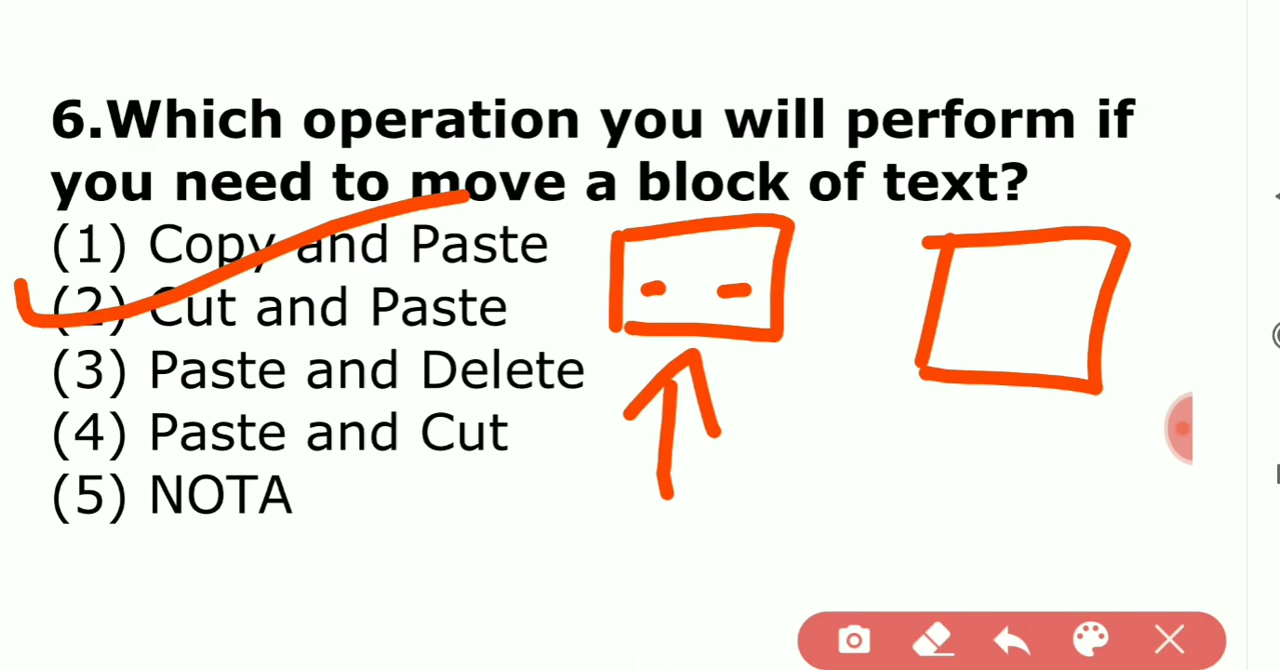 6.Which operation you will perform if
you need to move a block of text?
(1) Copy and Paste
(2) Cut and Paste
(3) Paste and Delete
(4) Paste and Cut
(5) NOTA